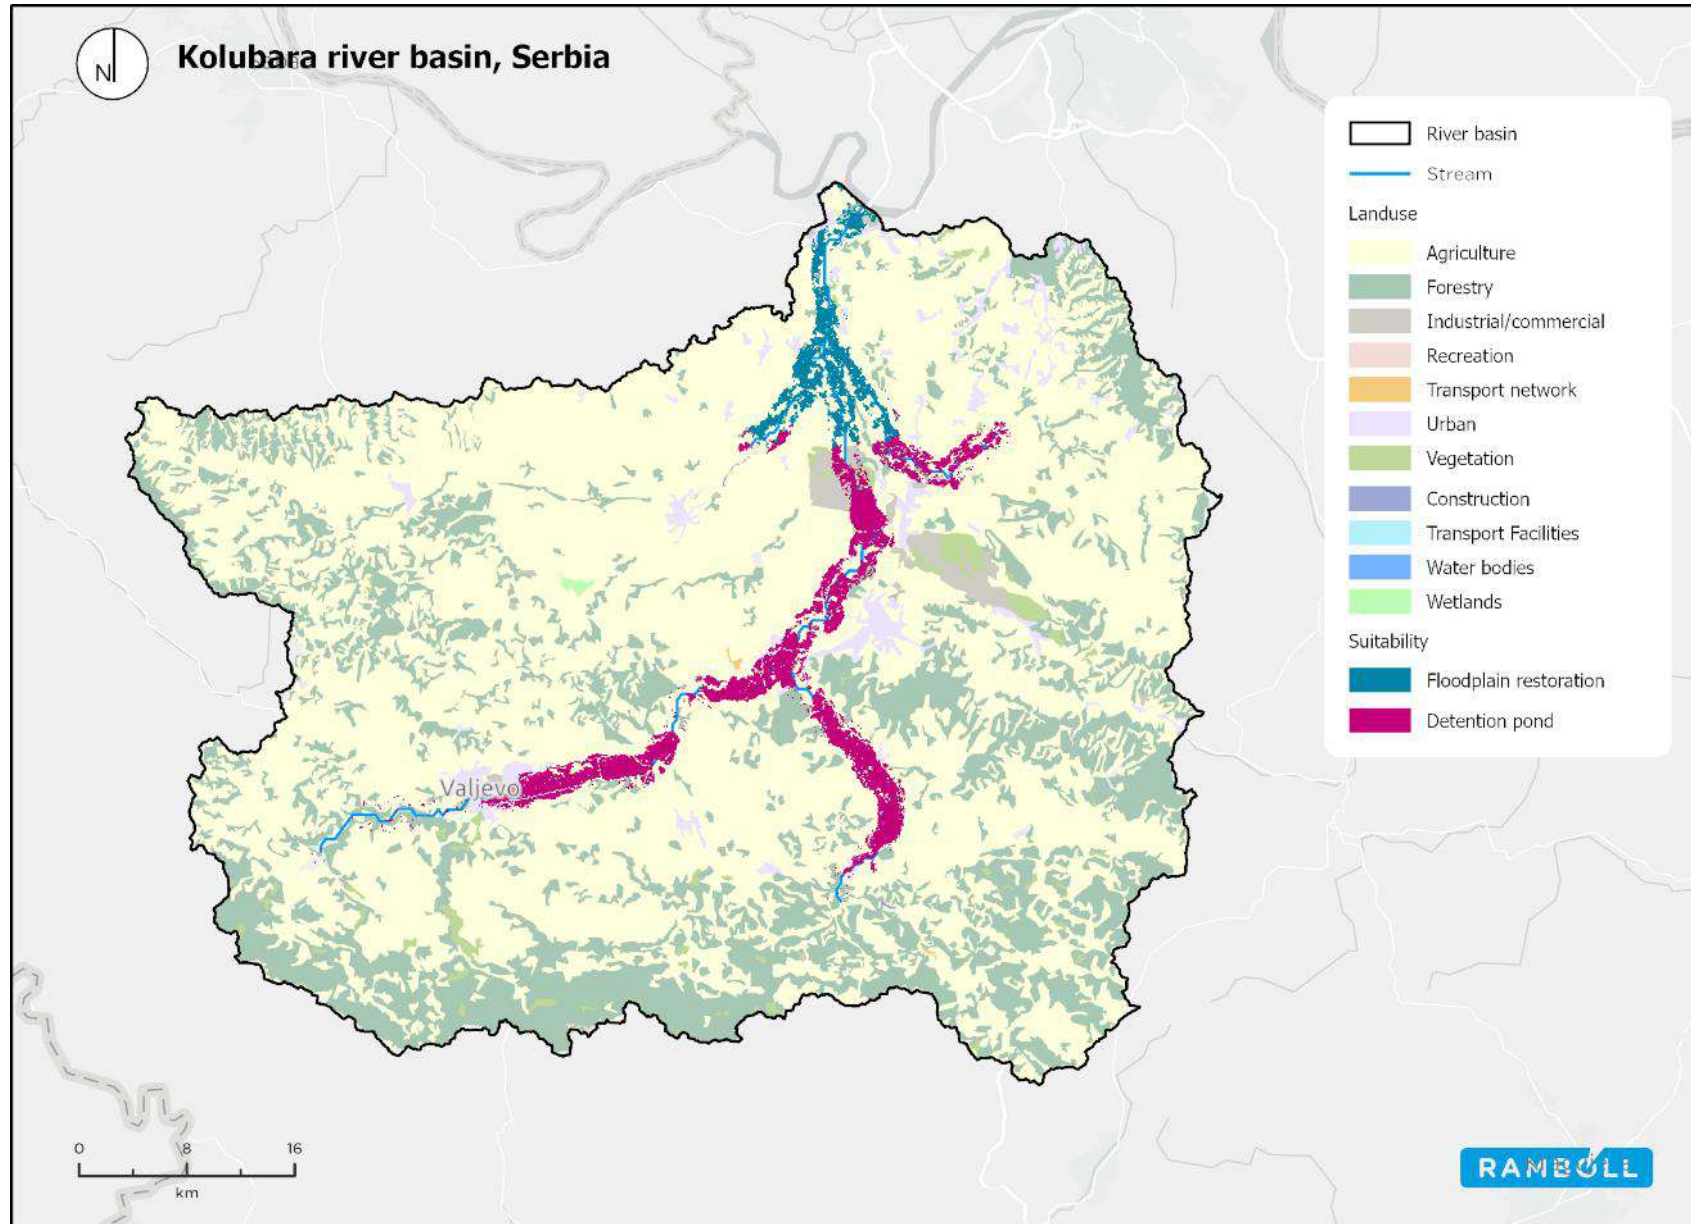 Kolubara river basin, Serbia
N
River basin
Stream
Landuse
Agriculture
Forestry
Industrial/commercial
Recreation
Transport network
Urban
Vegetation
Construction
Transport Facilities
Water bodies
Wetlands
Suitability
Floodplain restoration
Detention pond
Valjevo
0 8 16
km
RAMBOLL